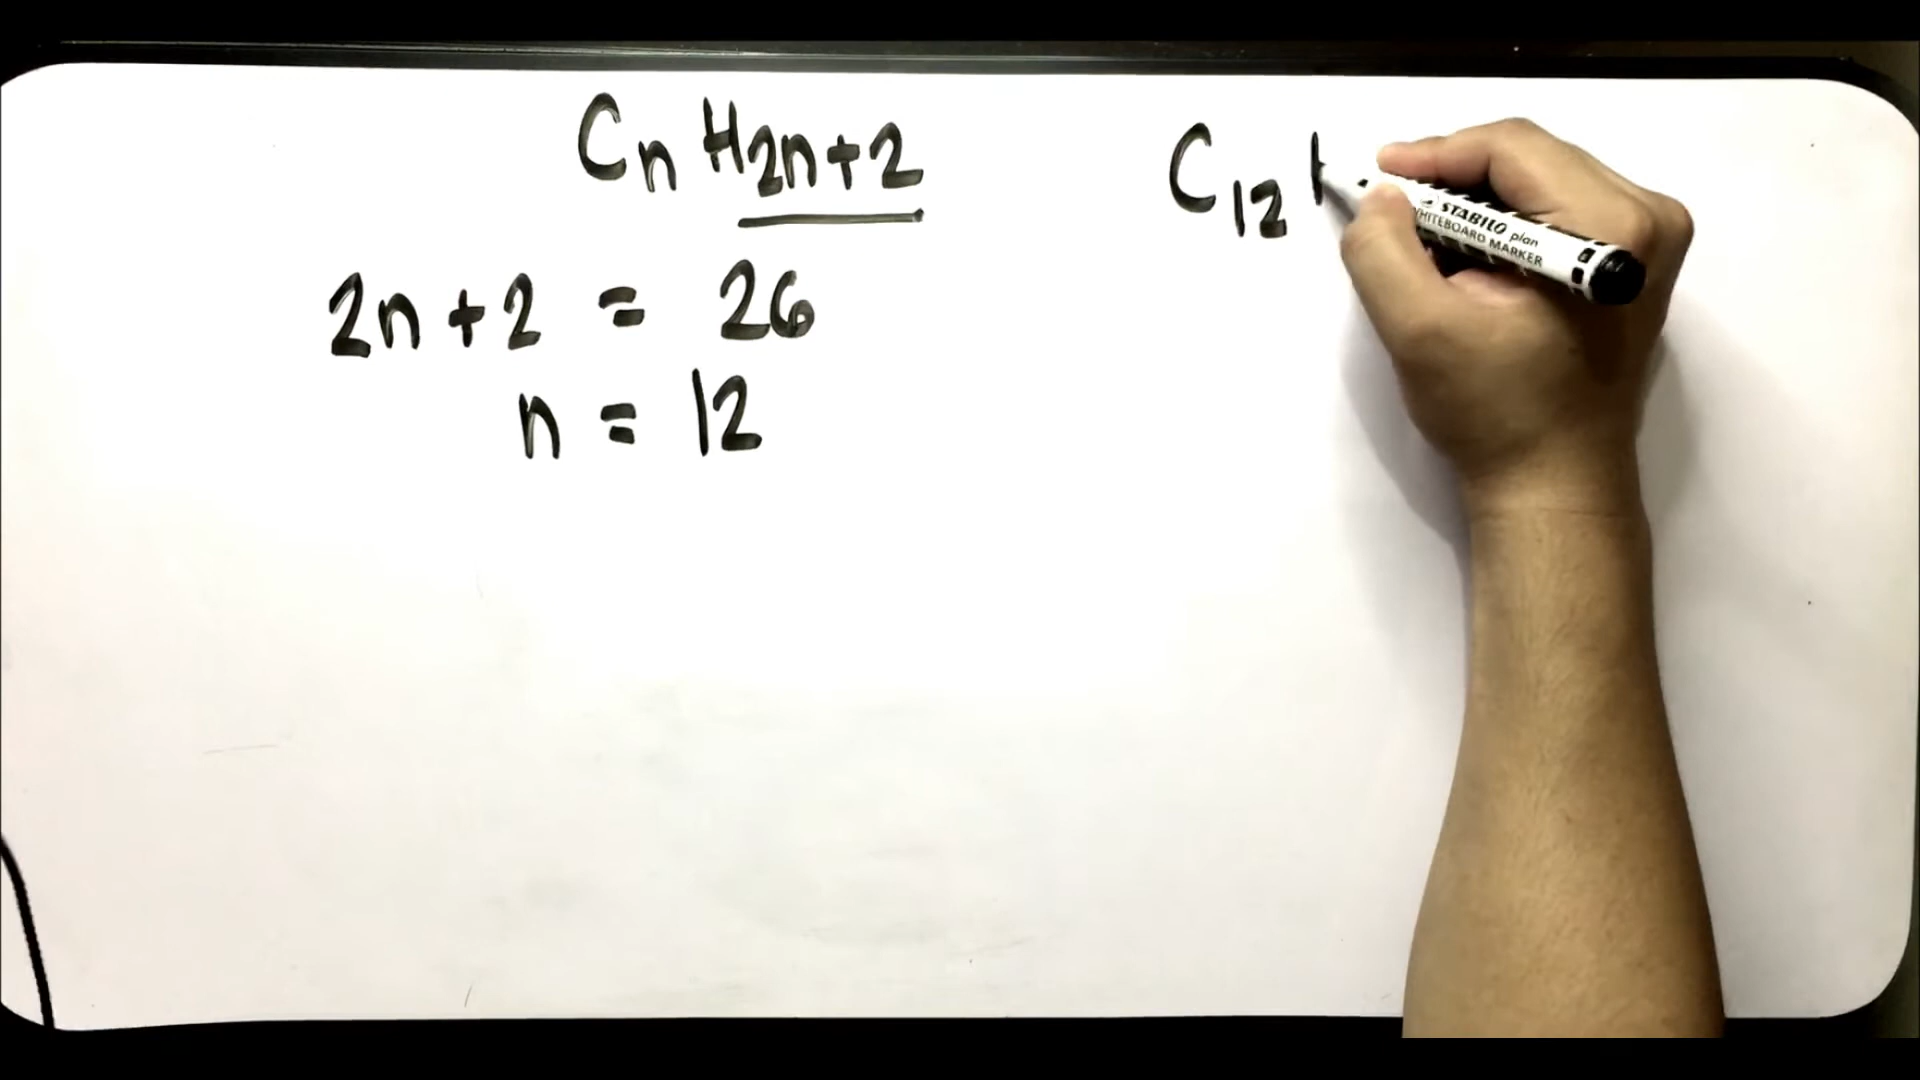 CnH2n+2
2n+2 = 26
n = 12
C12
STABILO plan
WHITEBOARD MARKER